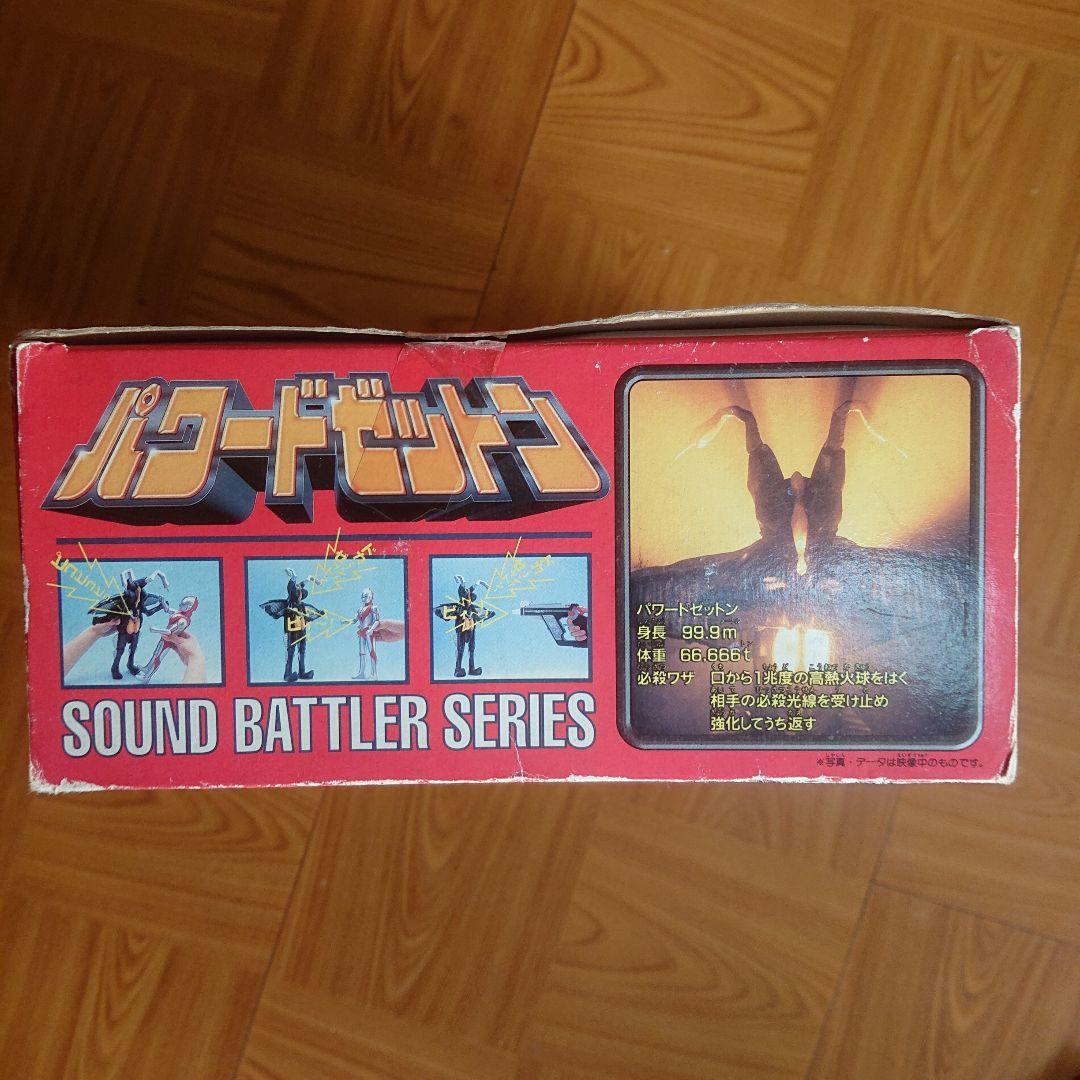 パワードゼットン
SOUND BATTLER SERIES
パワードゼットン
身長 99.9m
体重 66,666t
必殺ワザ 口から1兆度の高熱火球をはく
相手の必殺光線を受け止め
強化してうち返す
※写真・データは映像中のものです。